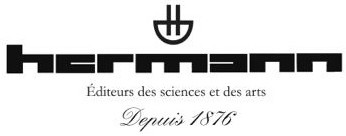 hermann
Éditeurs des sciences et des arts
Depuis 1876